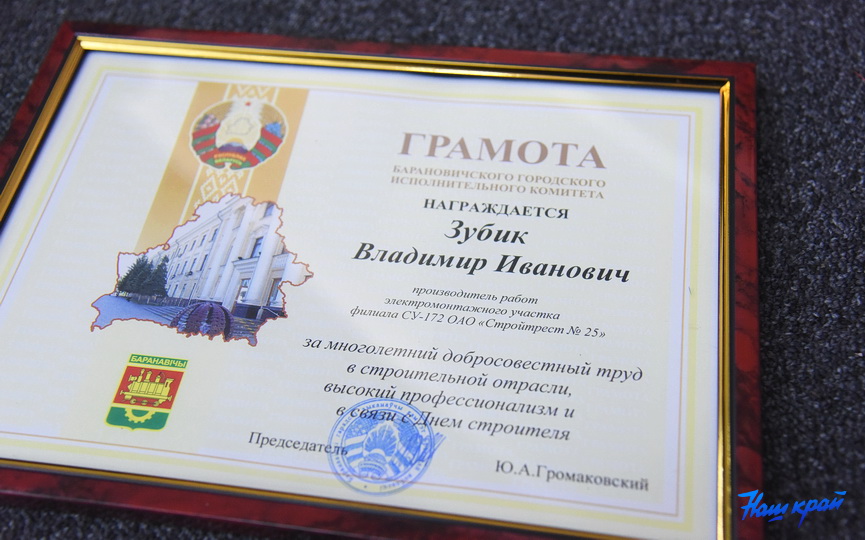 ГРАМОТА
БАРАНОВИЧСКОГО ГОРОДСКОГО
ИСПОЛНИТЕЛЬНОГО КОМИТЕТА
НАГРАЖДАЕТСЯ
Зубик
Владимир Иванович
производитель работ
электромонтажного участка
филиала СУ-172 ОАО «Стройтрест № 25»
за многолетний добросовестный труд
в строительной отрасли,
высокий профессионализм и
в связи с Днем строителя
Председатель
Ю.А.Громаковский
БАРАНАВІЧЫ
Наш край